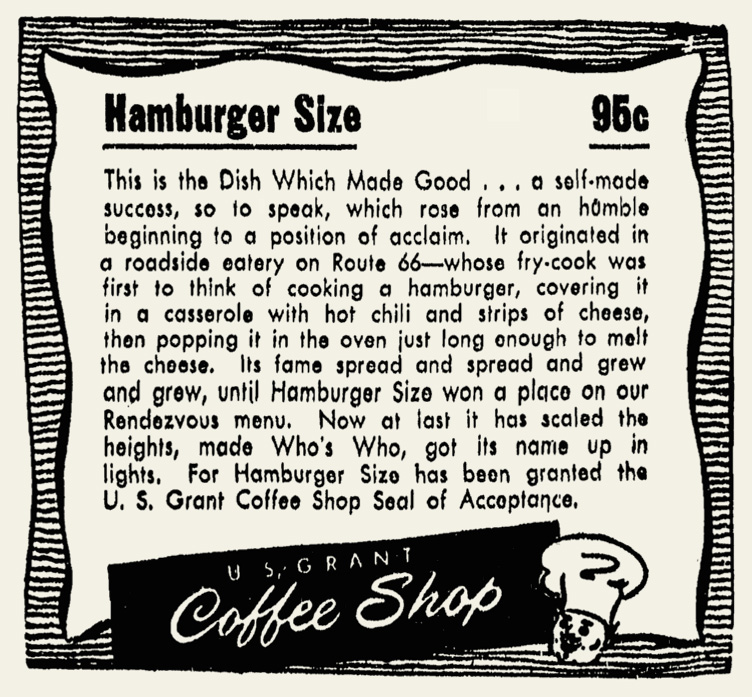 Hamburger Size 95c
This is the Dish Which Made Good . . . a self-made
success, so to speak, which rose from an humble
beginning to a position of acclaim. It originated in
a roadside eatery on Route 66—whose fry-cook was
first to think of cooking a hamburger, covering it
in a casserole with hot chili and strips of cheese,
then popping it in the oven just long enough to melt
the cheese. Its fame spread and spread and grew
and grew, until Hamburger Size won a place on our
Rendezvous menu. Now at last it has scaled the
heights, made Who's Who, got its name up in
lights. For Hamburger Size has been granted the
U. S. Grant Coffee Shop Seal of Acceptance.
U. S. GRANT
Coffee Shop